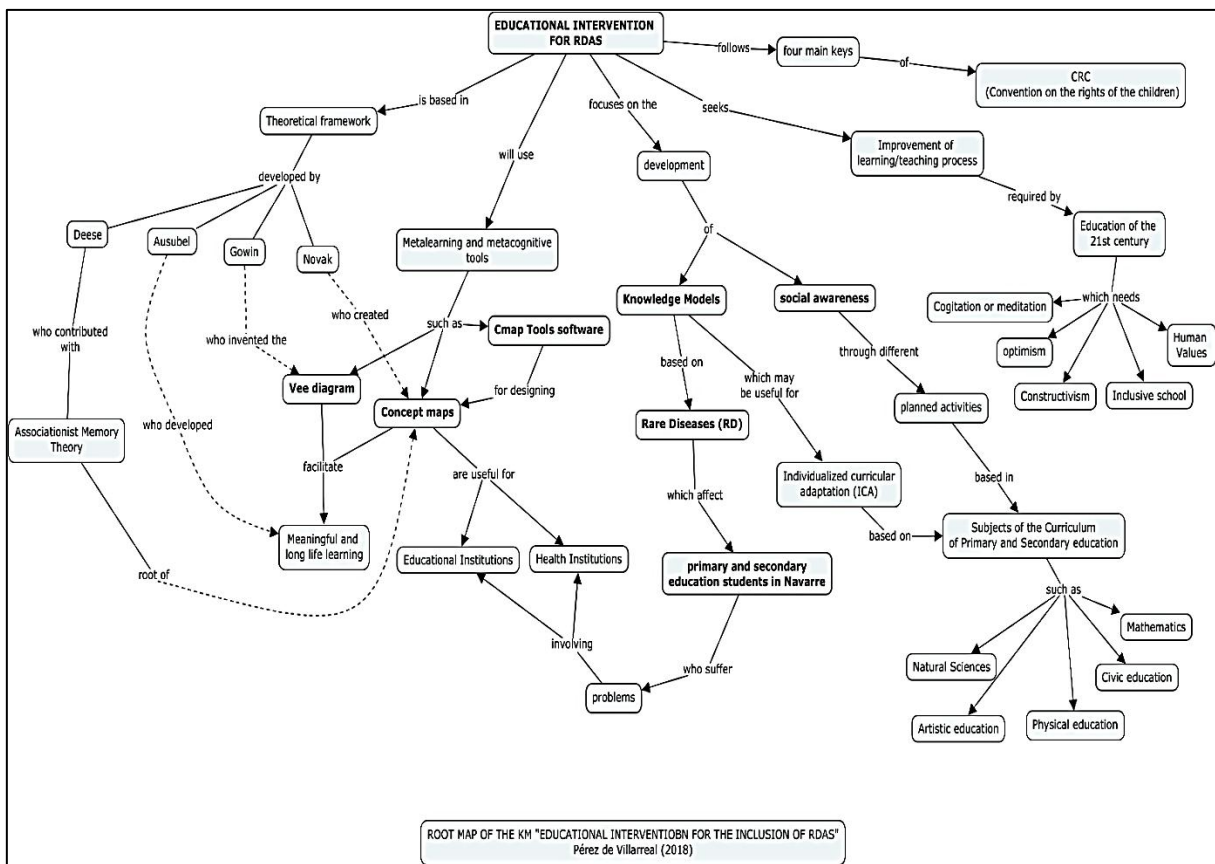 EDUCATIONAL INTERVENTION
FOR RDAS
follows
four main keys
of
CRC
(Convention on the rights of the children)
is based in
focuses on the
seeks
Theoretical framework
will use
development
Improvement of
learning/teaching process
developed by
required by
Deese
Ausubel
Gowin
Novak
Metalearning and metacognitive
tools
of
Education of the
21st century
who contributed
with
who invented the
who created
such as
Cmap Tools software
Knowledge Models
social awareness
Cogitation or meditation
which needs
optimism
Human
Values
Constructivism
Inclusive school
Vee diagram
for designing
based on
through different
Concept maps
which may
be useful for
planned activities
Associationist Memory
Theory
who developed
facilitate
are useful for
Rare Diseases (RD)
Individualized curricular
adaptation (ICA)
based in
which affect
Meaningful and
long life learning
Educational Institutions
Health Institutions
based on
Subjects of the Curriculum
of Primary and Secondary education
root of
primary and secondary
education students in Navarre
such as
involving
who suffer
problems
Mathematics
Natural Sciences
Civic education
Artistic education
Physical education
ROOT MAP OF THE KM "EDUCATIONAL INTERVENTIOBN FOR THE INCLUSION OF RDAS"
Pérez de Villarreal (2018)